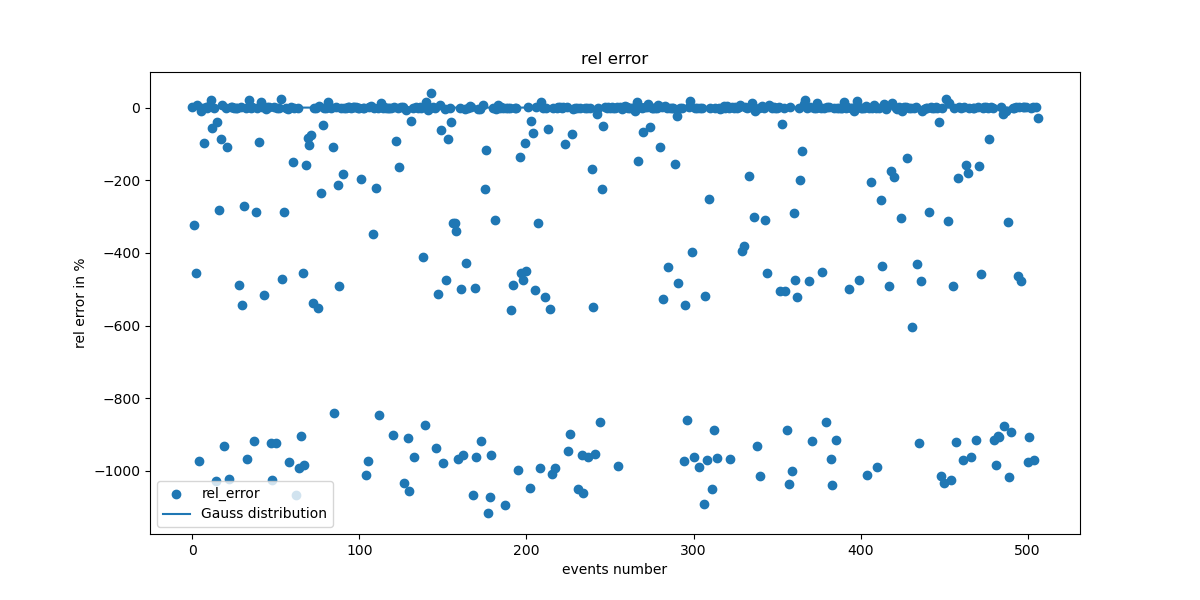 rel error
0
−200
−400
−600
−800
−1000
rel error in %
rel_error
Gauss distribution
0 100 200 300 400 500
events number